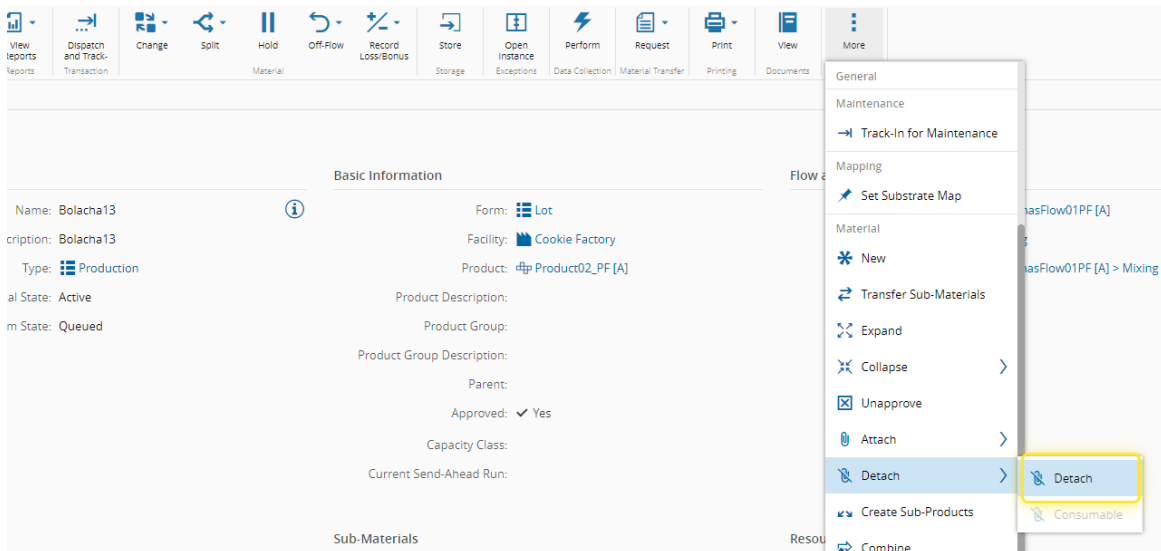 View
Reports
Reports
Dispatch
and Track-
Transaction
Change
Split
Hold
Off-Flow
Record
Loss/Bonus
Material
Store
Storage
Open
Instance
Exceptions
Perform
Data Collection
Request
Material Transfer
Print
Printing
View
Documents
More
General
Maintenance
Track-In for Maintenance
Mapping
Set Substrate Map
Material
New
Transfer Sub-Materials
Expand
Collapse
Unapprove
Attach
Detach
Create Sub-Products
Combine
Detach
Consumable
Name: Bolacha13
cription: Bolacha13
Type: Production
al State: Active
m State: Queued
Basic Information
Form: Lot
Facility: Cookie Factory
Product: Product02_PF [A]
Product Description:
Product Group:
Product Group Description:
Parent:
Approved: Yes
Capacity Class:
Current Send-Ahead Run:
Sub-Materials
Flow a
nasFlow01PF [A]
nasFlow01PF [A] > Mixing
Resou